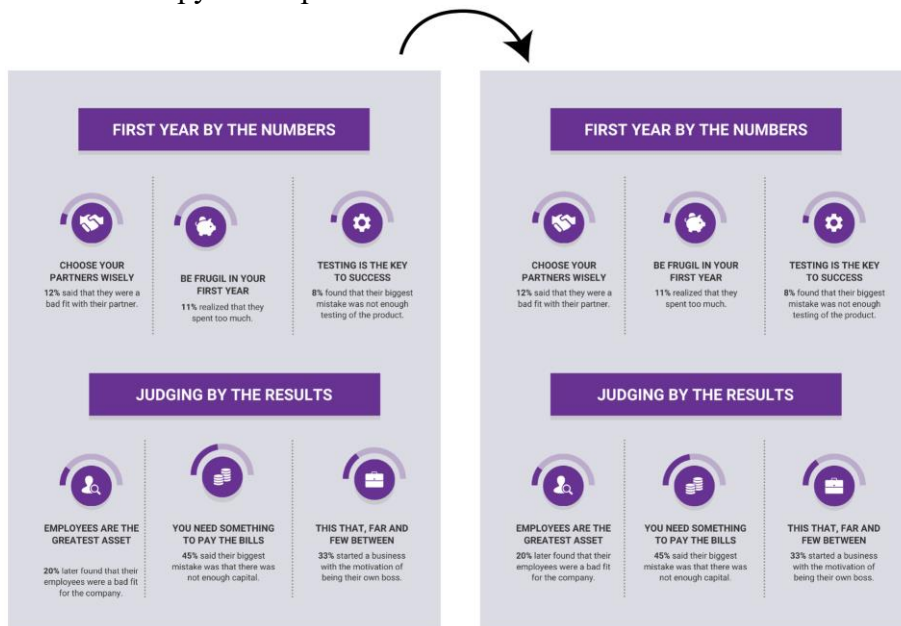 FIRST YEAR BY THE NUMBERS
CHOOSE YOUR
PARTNERS WISELY
12% said that they were a
bad fit with their partner.
BE FRUGIL IN YOUR
FIRST YEAR
11% realized that they
spent too much.
TESTING IS THE KEY
TO SUCCESS
8% found that their biggest
mistake was not enough
testing of the product.
JUDGING BY THE RESULTS
EMPLOYEES ARE THE
GREATEST ASSET
20% later found that their
employees were a bad fit
for the company.
YOU NEED SOMETHING
TO PAY THE BILLS
45% said their biggest
mistake was that there was
not enough capital.
THIS THAT, FAR AND
FEW BETWEEN
33% started a business
with the motivation of
being their own boss.
FIRST YEAR BY THE NUMBERS
CHOOSE YOUR
PARTNERS WISELY
12% said that they were a
bad fit with their partner.
BE FRUGIL IN YOUR
FIRST YEAR
11% realized that they
spent too much.
TESTING IS THE KEY
TO SUCCESS
8% found that their biggest
mistake was not enough
testing of the product.
JUDGING BY THE RESULTS
EMPLOYEES ARE THE
GREATEST ASSET
20% later found that their
employees were a bad fit
for the company.
YOU NEED SOMETHING
TO PAY THE BILLS
45% said their biggest
mistake was that there was
not enough capital.
THIS THAT, FAR AND
FEW BETWEEN
33% started a business
with the motivation of
being their own boss.